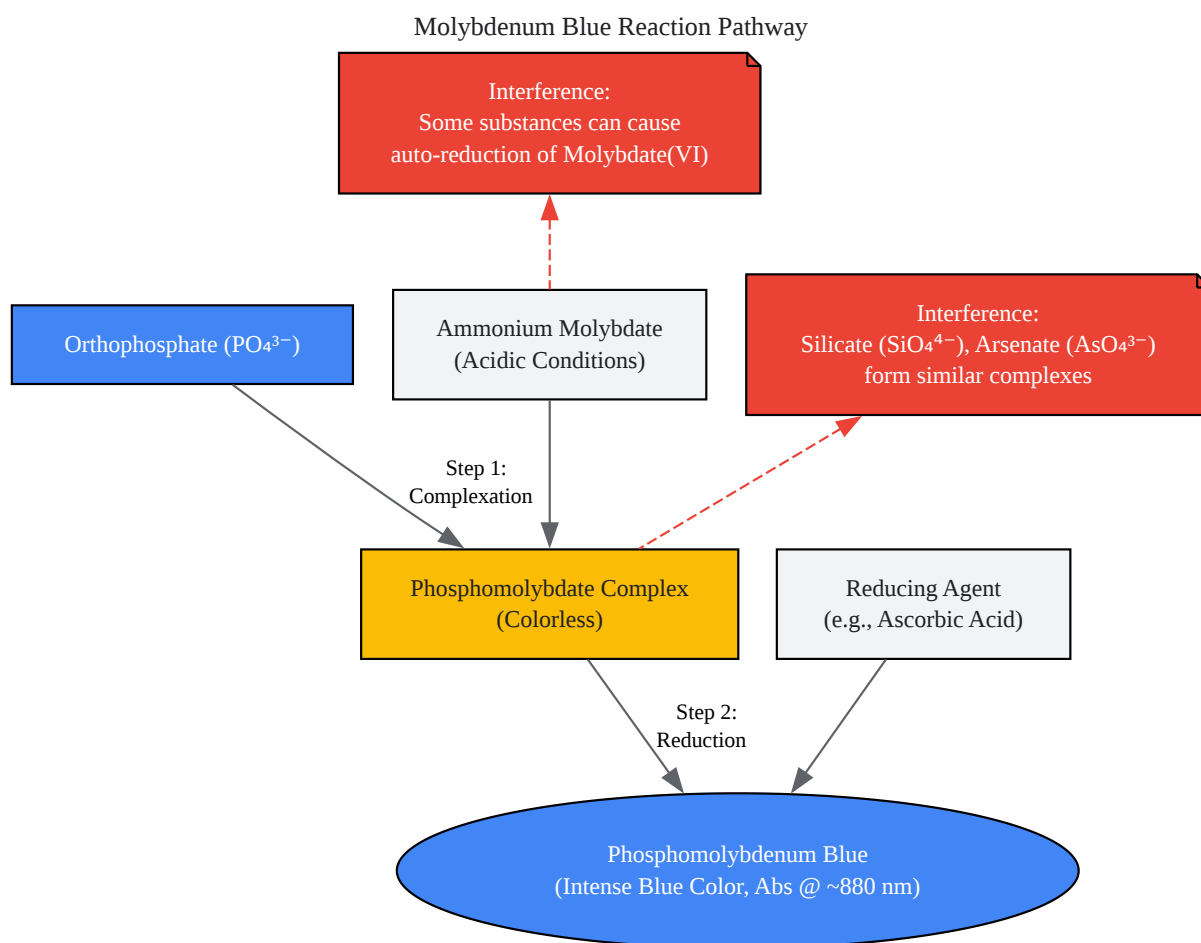 Molybdenum Blue Reaction Pathway
Interference:
Some substances can cause
auto-reduction of Molybdate(VI)
Orthophosphate (PO₄³⁻)
Ammonium Molybdate
(Acidic Conditions)
Interference:
Silicate (SiO₄⁴⁻), Arsenate (AsO₄³⁻)
form similar complexes
Step 1:
Complexation
Phosphomolybdate Complex
(Colorless)
Reducing Agent
(e.g., Ascorbic Acid)
Step 2:
Reduction
Phosphomolybdenum Blue
(Intense Blue Color, Abs @ ~880 nm)